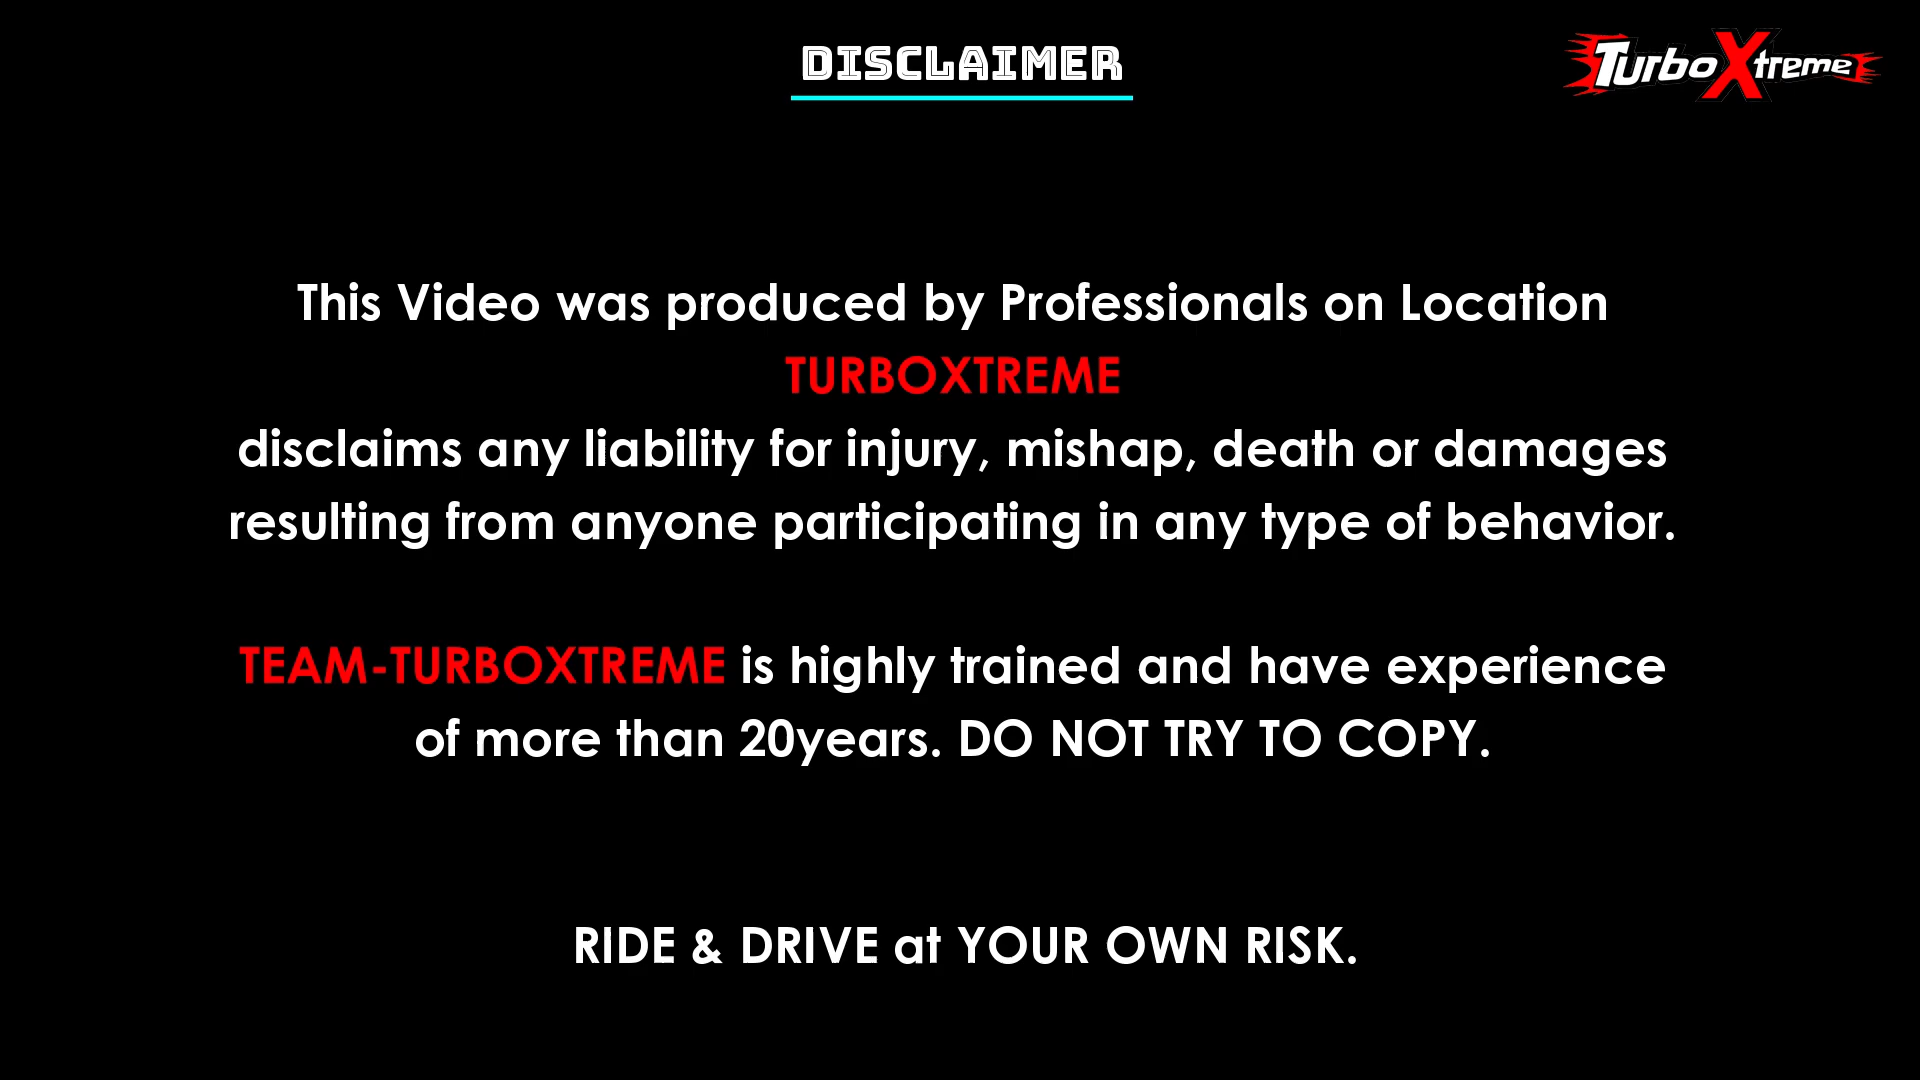 DISCLAIMER
TurboXtreme
This Video was produced by Professionals on Location
TURBOXTREME
disclaims any liability for injury, mishap, death or damages
resulting from anyone participating in any type of behavior.
TEAM-TURBOXTREME is highly trained and have experience
of more than 20years. DO NOT TRY TO COPY.
RIDE & DRIVE at YOUR OWN RISK.